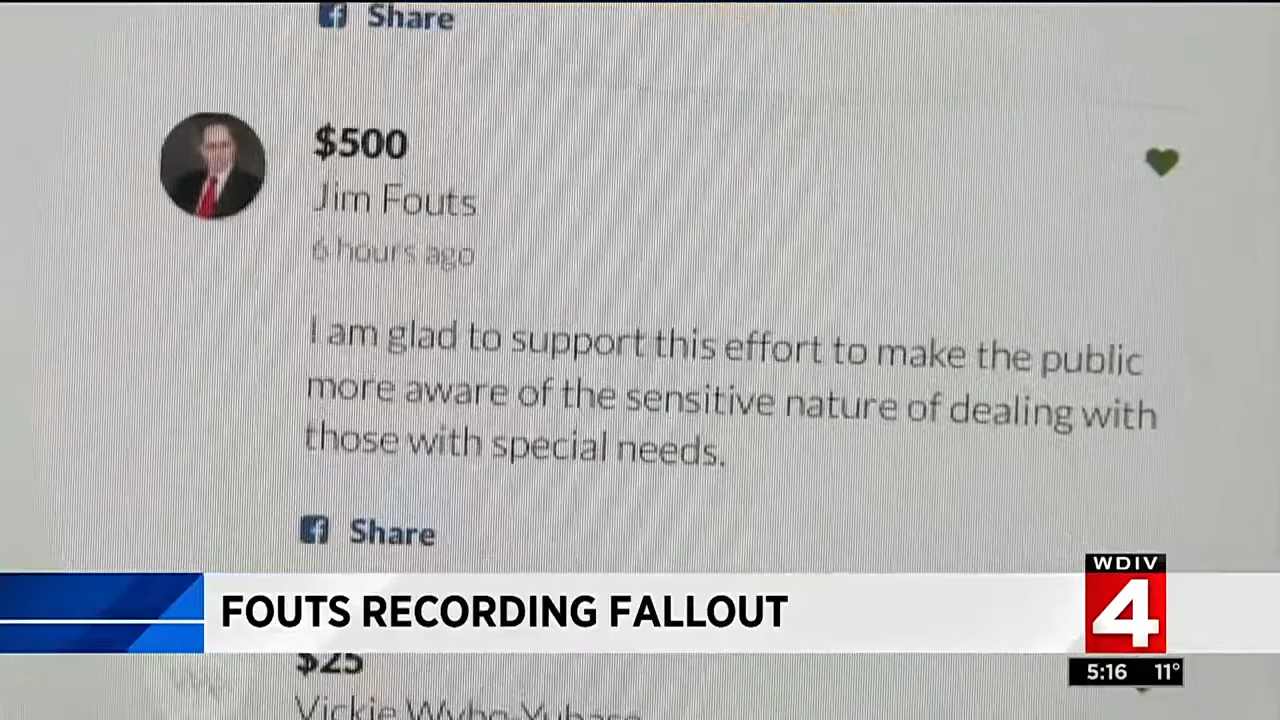 Share
$500
Jim Fouts
6 hours ago
I am glad to support this effort to make the public
more aware of the sensitive nature of dealing with
those with special needs.
Share
FOUTS RECORDING FALLOUT
WDIV
4
5:16 11°
$25
Vickie